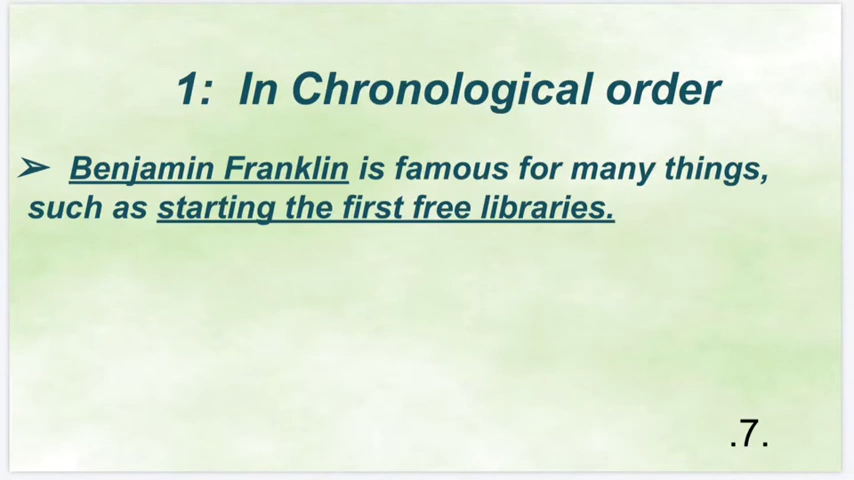 1: In Chronological order
➢ Benjamin Franklin is famous for many things,
such as starting the first free libraries.
.7.